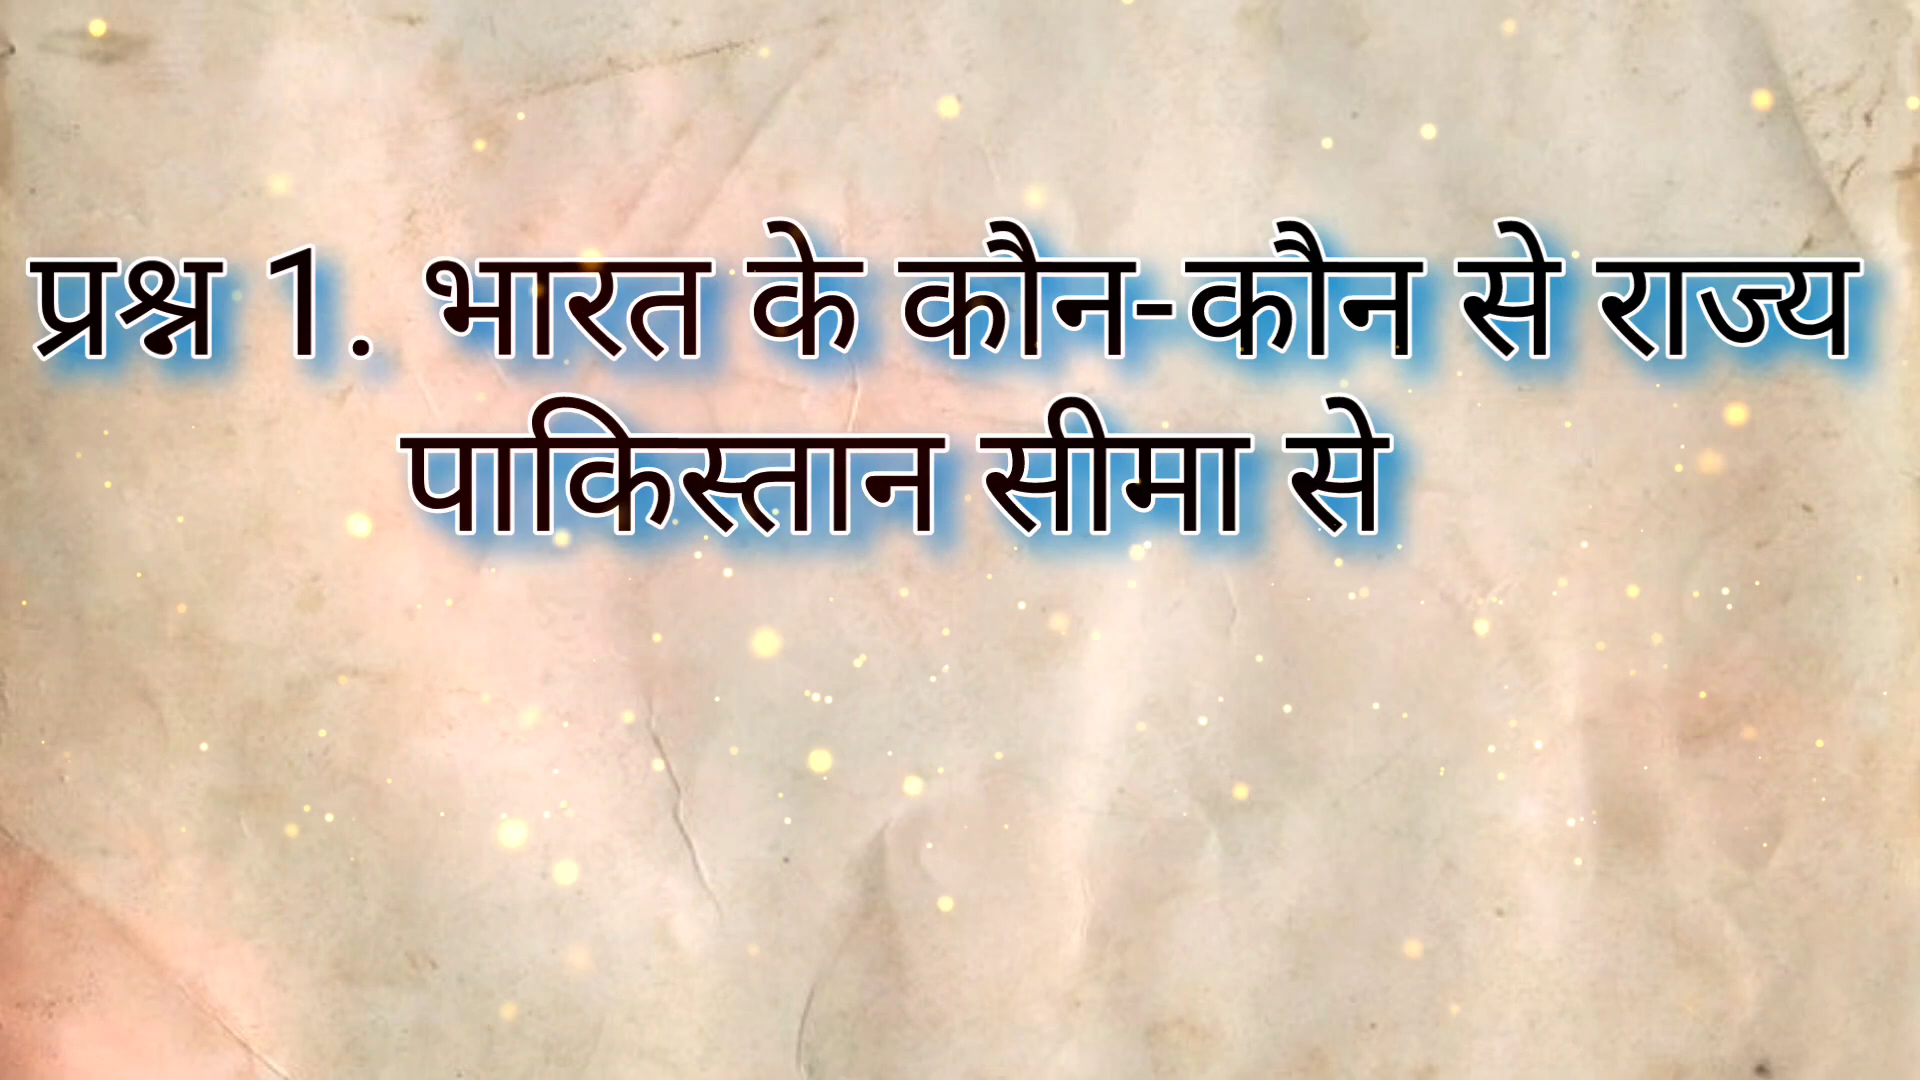 प्रश्न 1. भारत के कौन-कौन से राज्य
पाकिस्तान सीमा से